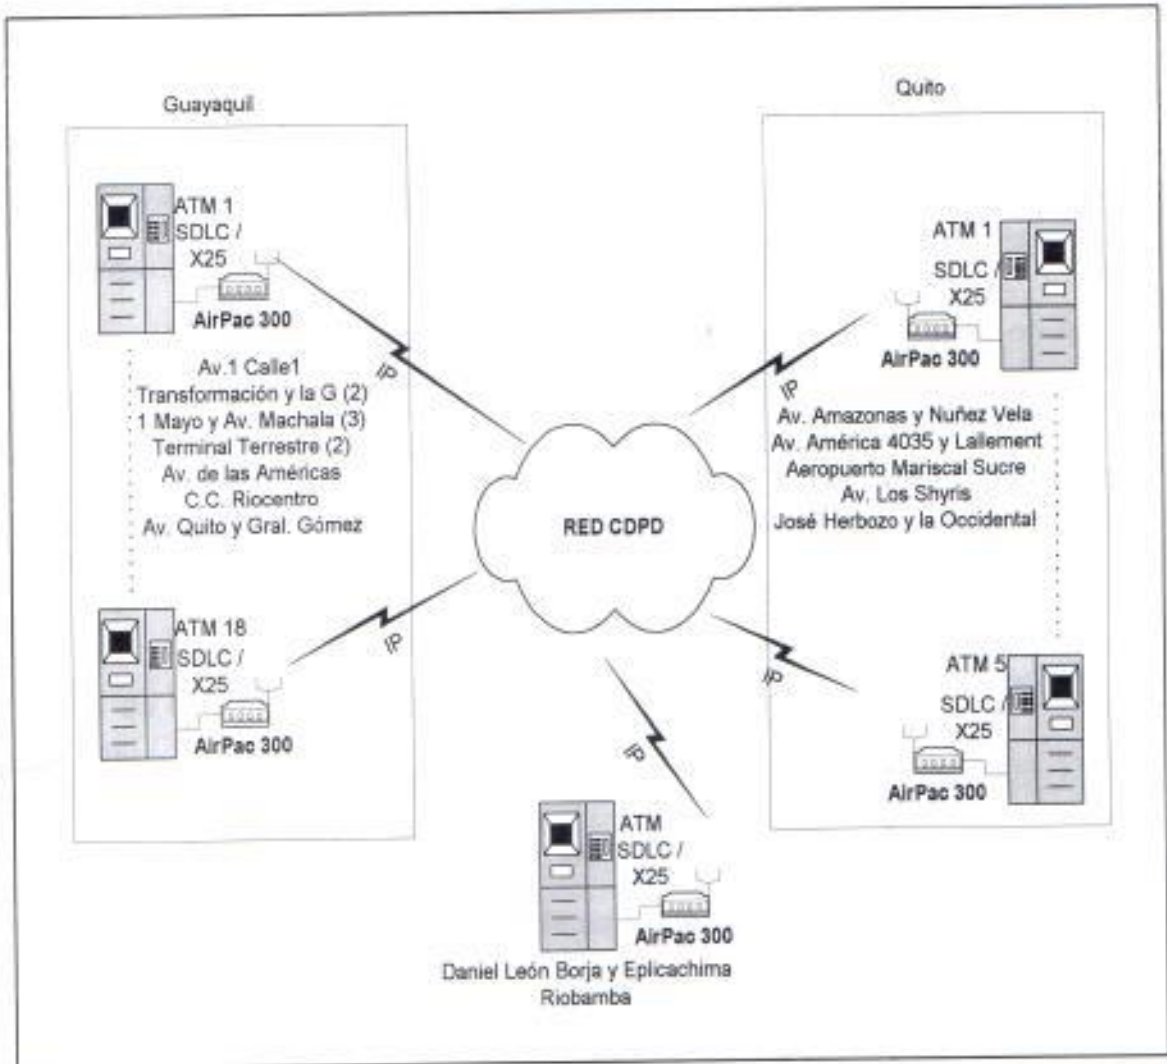 Guayaquil
ATM 1
SDLC /
X25
AirPac 300
IP
Av.1 Calle1
Transformación y la G (2)
1 Mayo y Av. Machala (3)
Terminal Terrestre (2)
Av. de las Américas
C.C. Riocentro
Av. Quito y Gral. Gómez
ATM 18
SDLC /
X25
AirPac 300
IP
RED CDPD
Quito
ATM 1
SDLC /
X25
AirPac 300
IP
Av. Amazonas y Nuñez Vela
Av. América 4035 y Lallement
Aeropuerto Mariscal Sucre
Av. Los Shyris
José Herbozo y la Occidental
ATM 5
SDLC /
X25
AirPac 300
IP
IP
ATM
SDLC /
X25
AirPac 300
Daniel León Borja y Eplicachima
Riobamba